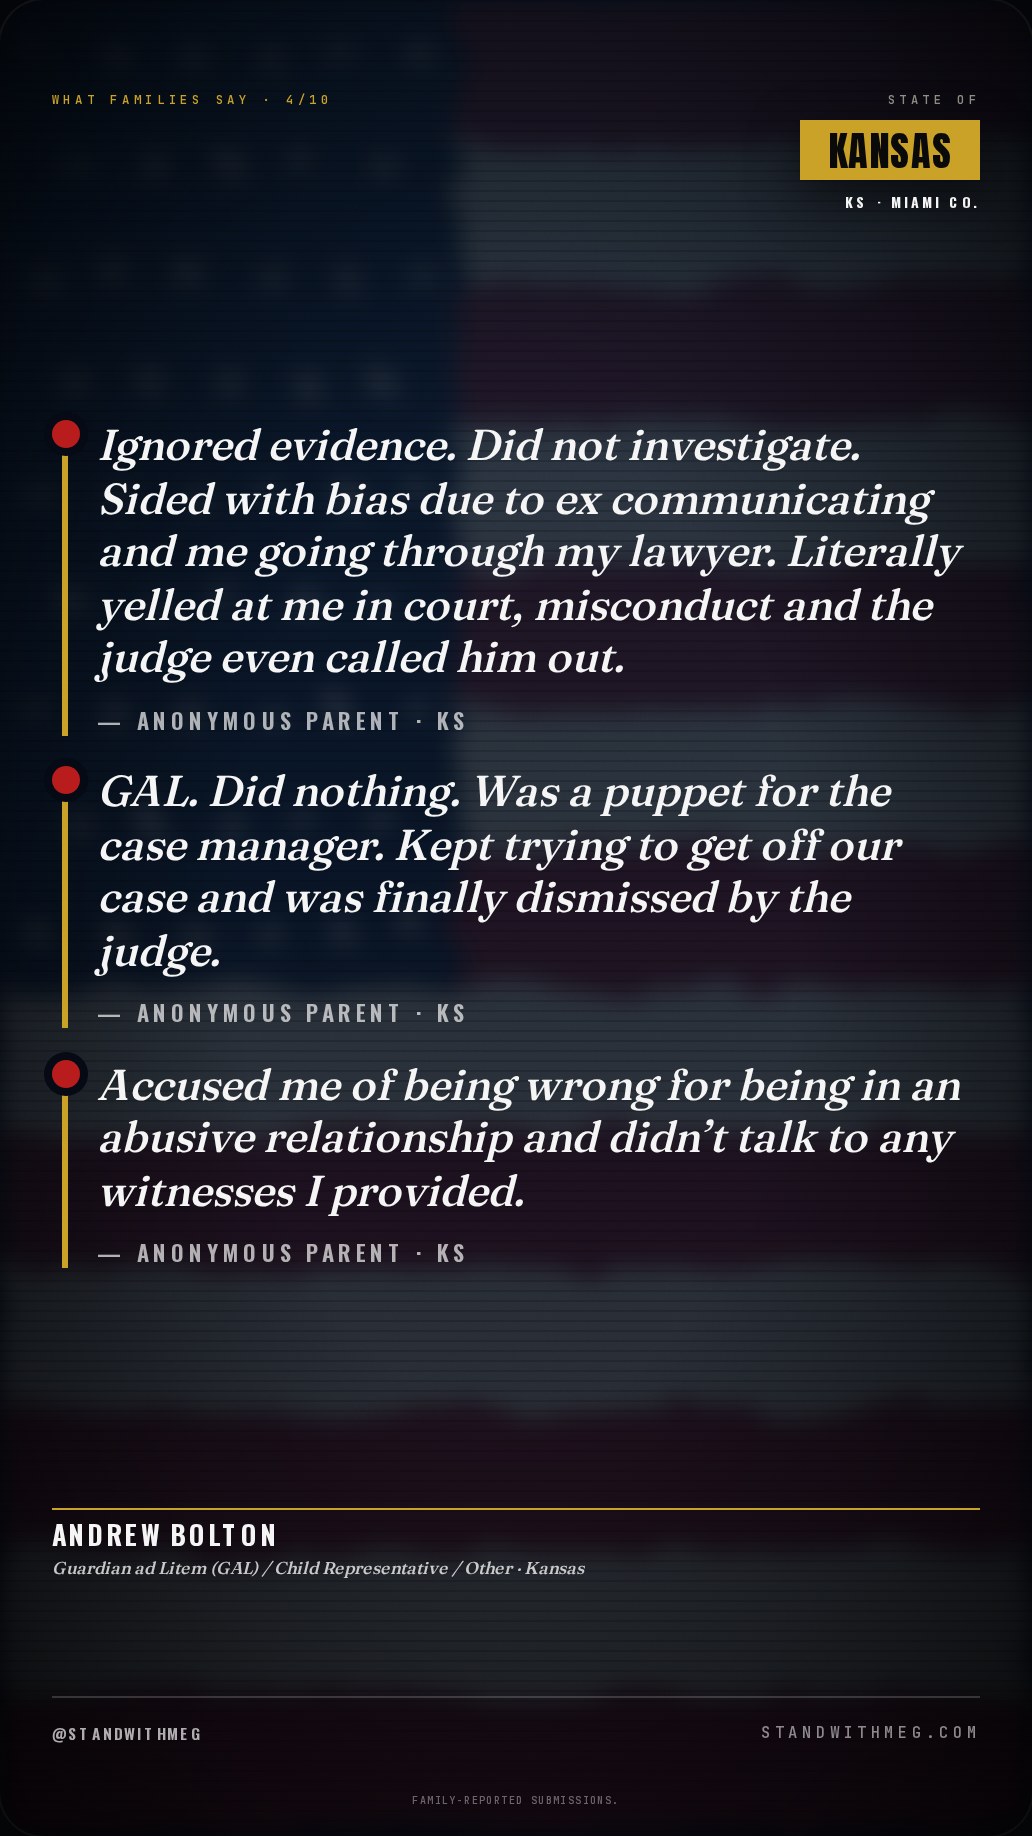 WHAT FAMILIES SAY · 4/10
STATE OF
KANSAS
KS · MIAMI CO.
Ignored evidence. Did not investigate.
Sided with bias due to ex communicating
and me going through my lawyer. Literally
yelled at me in court, misconduct and the
judge even called him out.
— ANONYMOUS PARENT · KS
GAL. Did nothing. Was a puppet for the
case manager. Kept trying to get off our
case and was finally dismissed by the
judge.
— ANONYMOUS PARENT · KS
Accused me of being wrong for being in an
abusive relationship and didn’t talk to any
witnesses I provided.
— ANONYMOUS PARENT · KS
ANDREW BOLTON
Guardian ad Litem (GAL) / Child Representative / Other · Kansas
@STANDWITHMEG
STANDWITHMEG.COM
FAMILY-REPORTED SUBMISSIONS.